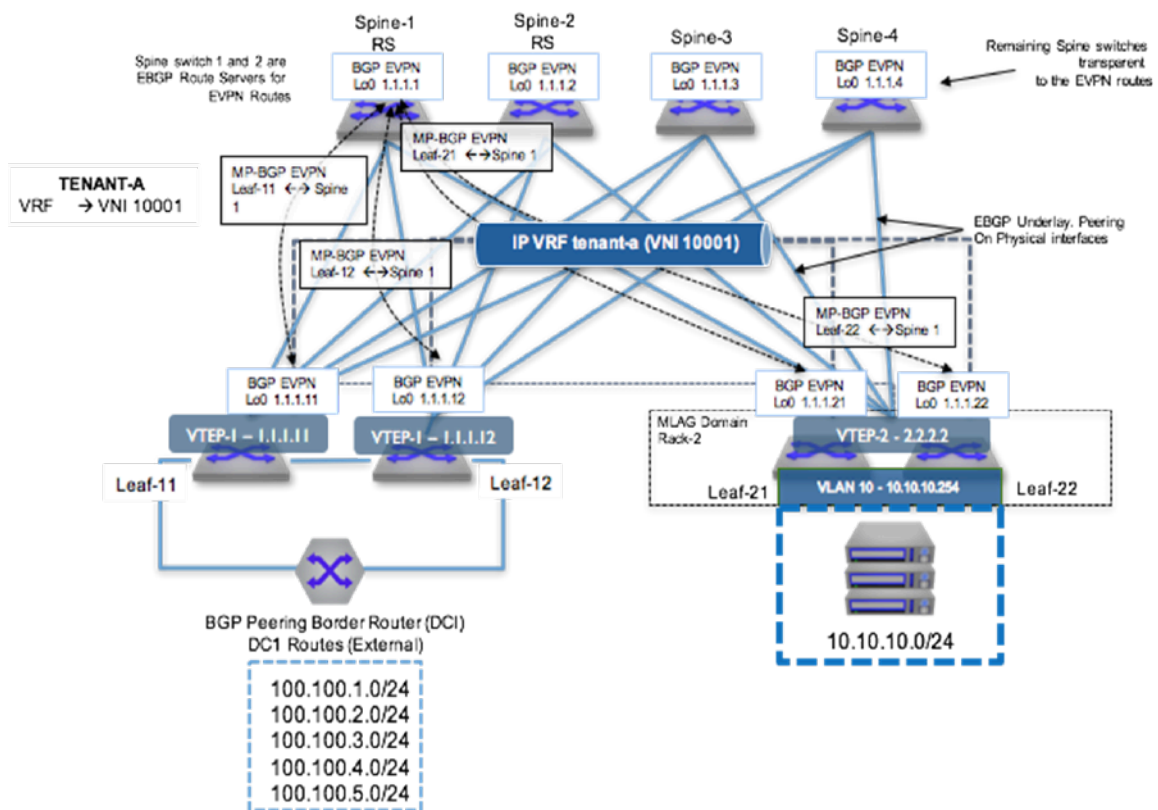 Spine-1
RS
Spine-2
RS
Spine-3
Spine-4
Spine switch 1 and 2 are
EBGP Route Servers for
EVPN Routes
BGP EVPN
Lo0 1.1.1.1
BGP EVPN
Lo0 1.1.1.2
BGP EVPN
Lo0 1.1.1.3
BGP EVPN
Lo0 1.1.1.4
Remaining Spine switches
transparent
to the EVPN routes
MP-BGP EVPN
Leaf-21 ←→Spine 1
MP-BGP EVPN
Leaf-11 ←→Spine
1
TENANT-A
VRF → VNI 10001
IP VRF tenant-a (VNI 10001)
EBGP Underlay. Peering
On Physical interfaces
MP-BGP EVPN
Leaf-12 ←→Spine 1
MP-BGP EVPN
Leaf-22 ←→Spine 1
BGP EVPN
Lo0 1.1.1.11
BGP EVPN
Lo0 1.1.1.12
BGP EVPN
Lo0 1.1.1.21
BGP EVPN
Lo0 1.1.1.22
VTEP-1 – 1.1.1.11
VTEP-1 – 1.1.1.12
MLAG Domain
Rack-2
VTEP-2 - 2.2.2.2
Leaf-11
Leaf-12
Leaf-21
VLAN 10 - 10.10.10.254
Leaf-22
BGP Peering Border Router (DCI)
DC1 Routes (External)
10.10.10.0/24
100.100.1.0/24
100.100.2.0/24
100.100.3.0/24
100.100.4.0/24
100.100.5.0/24